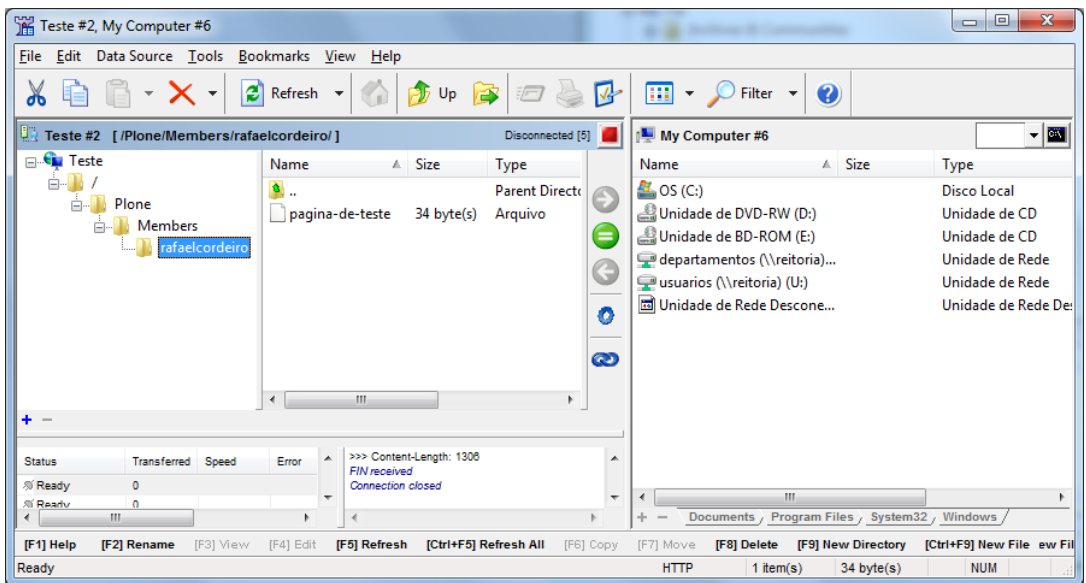 Teste #2, My Computer #6
File Edit Data Source Tools Bookmarks View Help
Refresh Up Filter
Teste #2 [/Plone/Members/rafaelcordeiro/ ] Disconnected [5]
Teste
/
Plone
Members
rafaelcordeiro
Name Size Type
.. Parent Directo
pagina-de-teste 34 byte(s) Arquivo
My Computer #6
Name Size Type
OS (C:) Disco Local
Unidade de DVD-RW (D:) Unidade de CD
Unidade de BD-ROM (E:) Unidade de CD
departamentos (\\reitoria)... Unidade de Rede
usuarios (\\reitoria) (U:) Unidade de Rede
Unidade de Rede Descone... Unidade de Rede Des
Status Transferred Speed Error
Ready 0
Ready 0
>>> Content-Length: 1306
FIN received
Connection closed
Documents Program Files System32 Windows
[F1] Help [F2] Rename [F3] View [F4] Edit [F5] Refresh [Ctrl+F5] Refresh All [F6] Copy [F7] Move [F8] Delete [F9] New Directory [Ctrl+F9] New File ew Fil
Ready HTTP 1 item(s) 34 byte(s) NUM